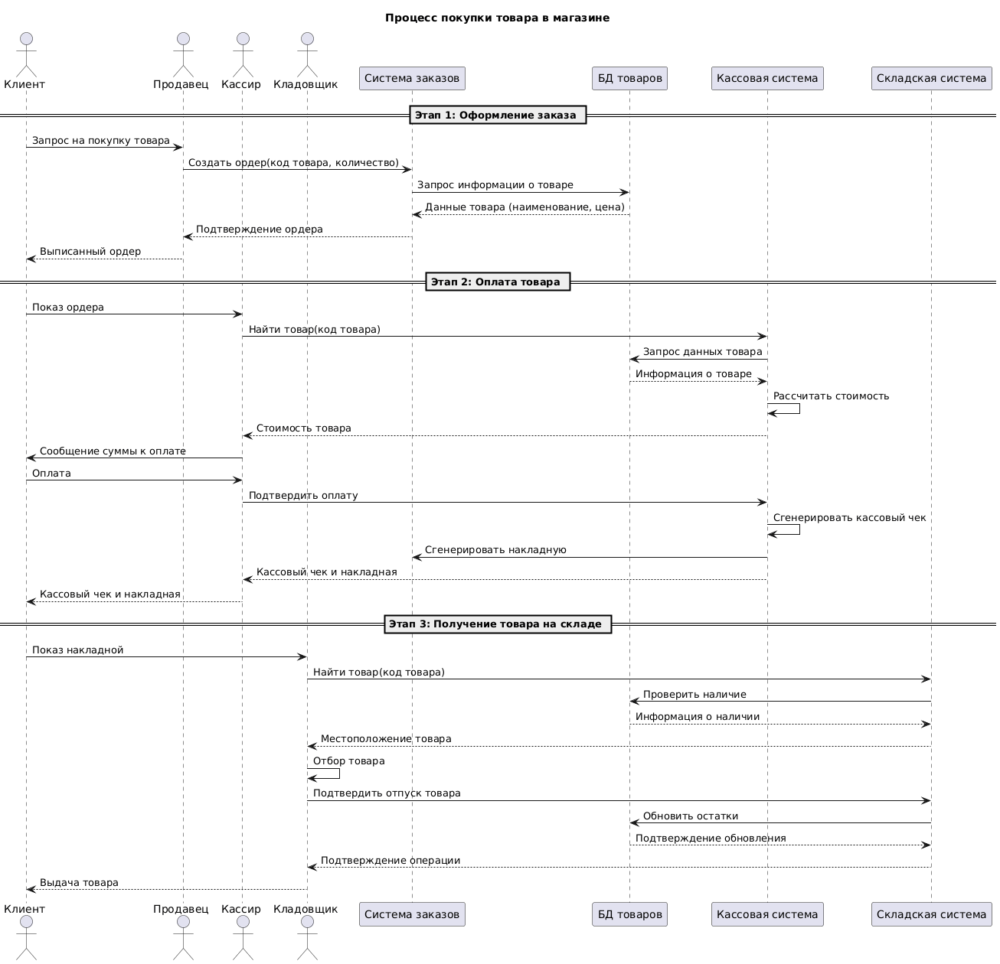 Процесс покупки товара в магазине
Клиент
Продавец
Кассир
Кладовщик
Система заказов
БД товаров
Кассовая система
Складская система
Этап 1: Оформление заказа
Запрос на покупку товара
Создать ордер(код товара, количество)
Запрос информации о товаре
Данные товара (наименование, цена)
Подтверждение ордера
Выписанный ордер
Этап 2: Оплата товара
Показ ордера
Найти товар(код товара)
Запрос данных товара
Информация о товаре
Рассчитать стоимость
Стоимость товара
Сообщение суммы к оплате
Оплата
Подтвердить оплату
Сгенерировать кассовый чек
Сгенерировать накладную
Кассовый чек и накладная
Кассовый чек и накладная
Этап 3: Получение товара на складе
Показ накладной
Найти товар(код товара)
Проверить наличие
Информация о наличии
Местоположение товара
Отбор товара
Подтвердить отпуск товара
Обновить остатки
Подтверждение обновления
Подтверждение операции
Выдача товара
Клиент
Продавец
Кассир
Кладовщик
Система заказов
БД товаров
Кассовая система
Складская система